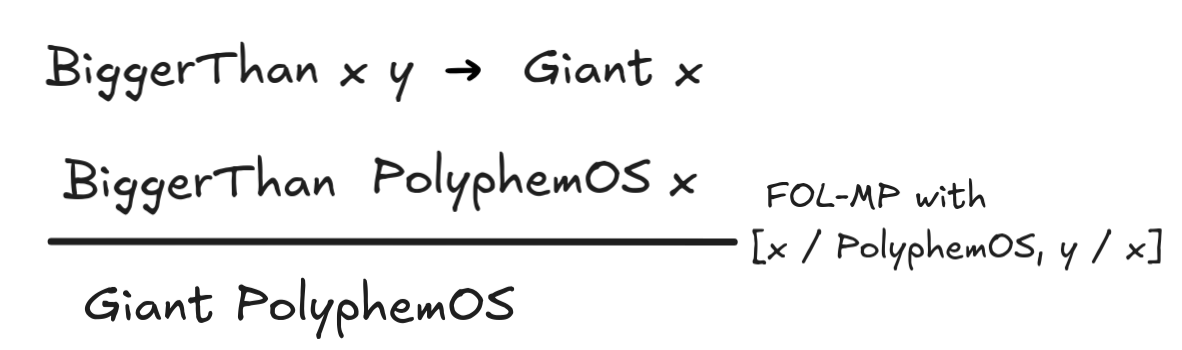 BiggerThan x y → Giant x
BiggerThan PolyphemOS x
FOL-MP with
[x / PolyphemOS, y / x]
Giant PolyphemOS